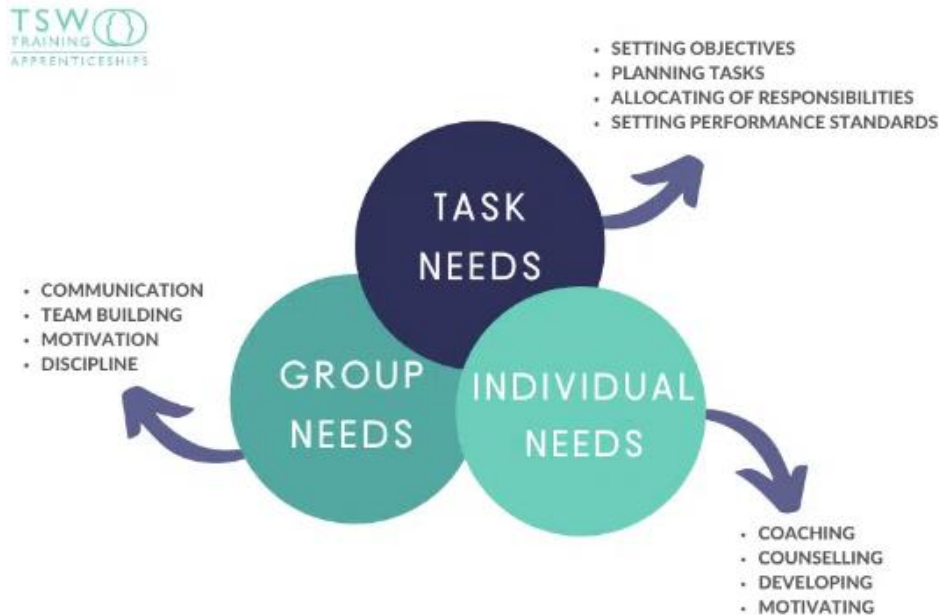 TSW
TRAINING
APPRENTICESHIPS
• SETTING OBJECTIVES
• PLANNING TASKS
• ALLOCATING OF RESPONSIBILITIES
• SETTING PERFORMANCE STANDARDS
TASK
NEEDS
• COMMUNICATION
• TEAM BUILDING
• MOTIVATION
• DISCIPLINE
GROUP
NEEDS
INDIVIDUAL
NEEDS
• COACHING
• COUNSELLING
• DEVELOPING
• MOTIVATING